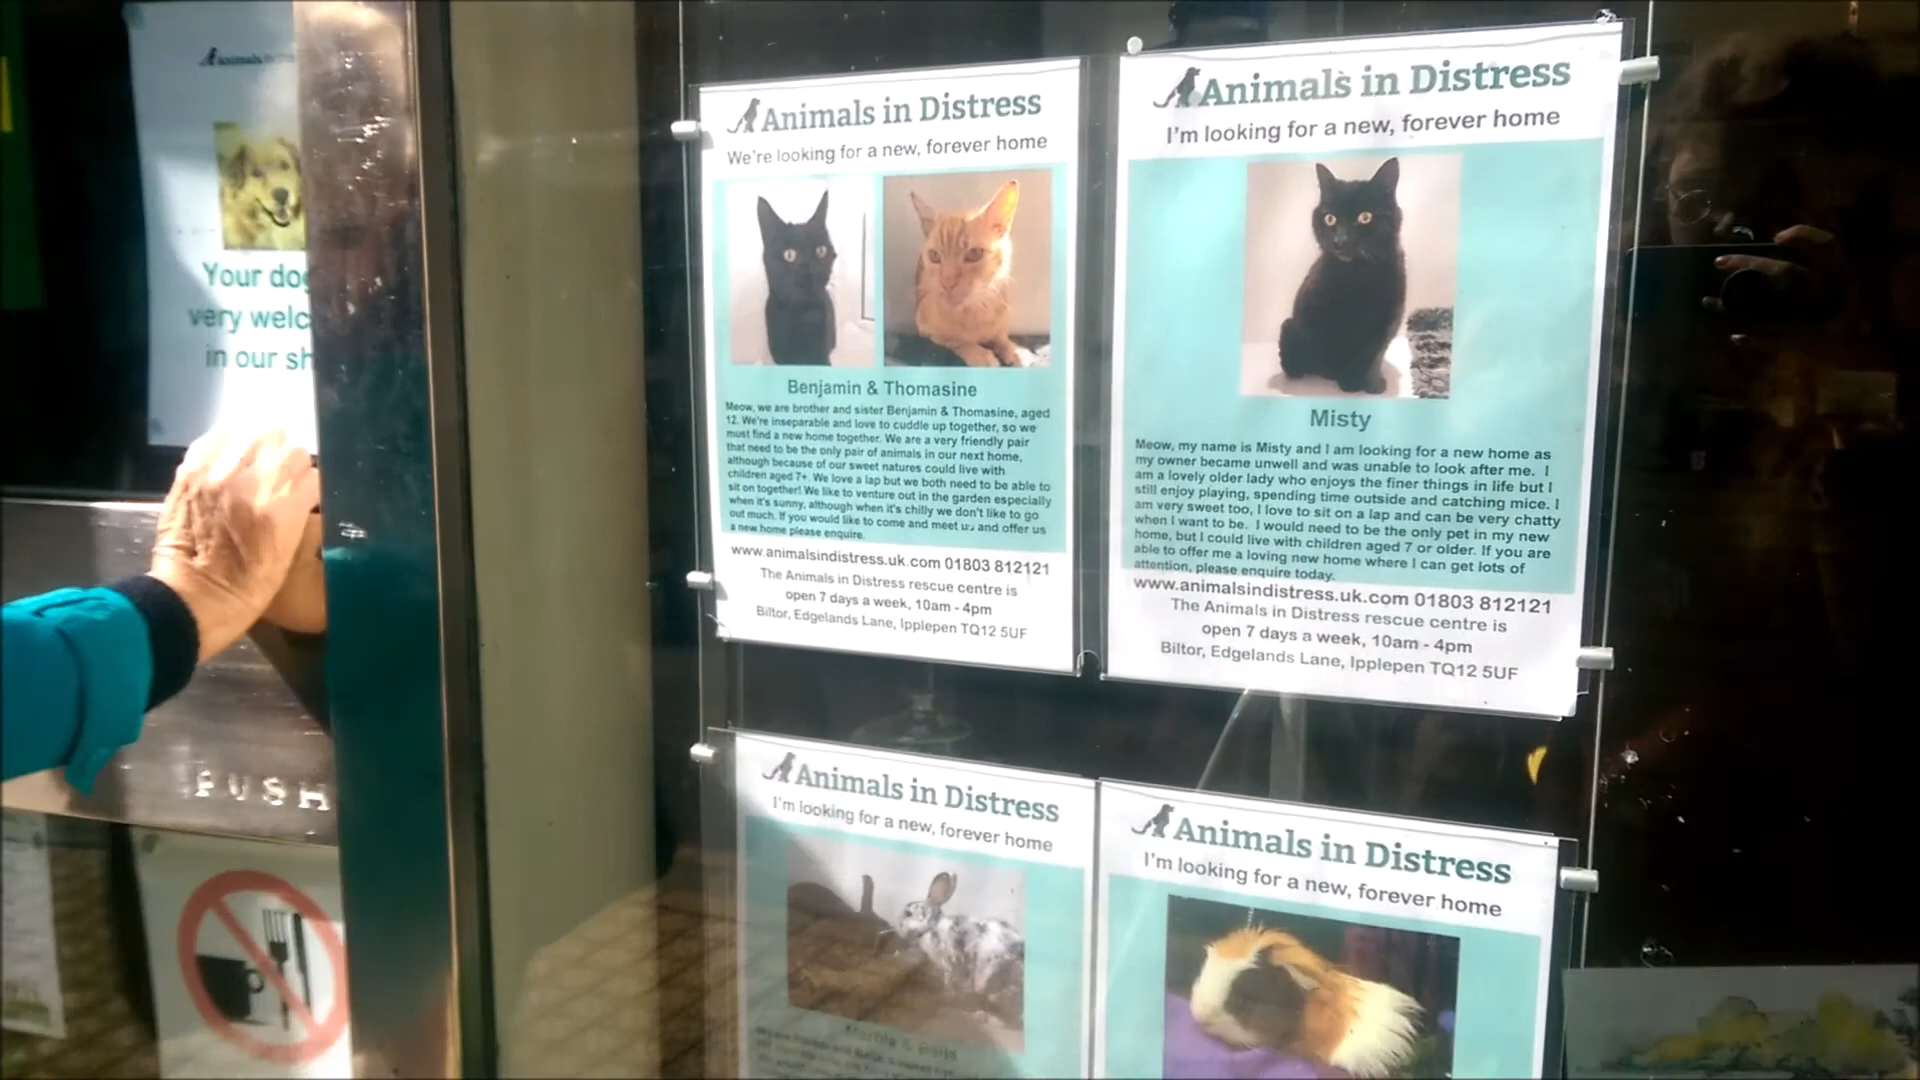 Animals in
Your dog
very welc
in our sh
PUSH
Animals in Distress
We're looking for a new, forever home
Benjamin & Thomasine
Meow, we are brother and sister Benjamin & Thomasine, aged
12. We're inseparable and love to cuddle up together, so we
must find a new home together. We are a very friendly pair
that need to be the only pair of animals in our next home,
although because of our sweet natures could live with
children aged 7+. We love a lap but we both need to be able to
sit on together! We like to venture out in the garden especially
when it's sunny, although when it's chilly we don't like to go
out much. If you would like to come and meet us and offer us
a new home please enquire.
www.animalsindistress.uk.com 01803 812121
The Animals in Distress rescue centre is
open 7 days a week, 10am - 4pm
Biltor, Edgelands Lane, Ipplepen TQ12 5UF
Animals in Distress
I'm looking for a new, forever home
Misty
Meow, my name is Misty and I am looking for a new home as
my owner became unwell and was unable to look after me. I
am a lovely older lady who enjoys the finer things in life but I
still enjoy playing, spending time outside and catching mice. I
am very sweet too, I love to sit on a lap and can be very chatty
when I want to be. I would need to be the only pet in my new
home, but I could live with children aged 7 or older. If you are
able to offer me a loving new home where I can get lots of
attention, please enquire today.
www.animalsindistress.uk.com 01803 812121
The Animals in Distress rescue centre is
open 7 days a week, 10am - 4pm
Biltor, Edgelands Lane, Ipplepen TQ12 5UF
Animals in Distress
I'm looking for a new, forever home
Animals in Distress
I'm looking for a new, forever home